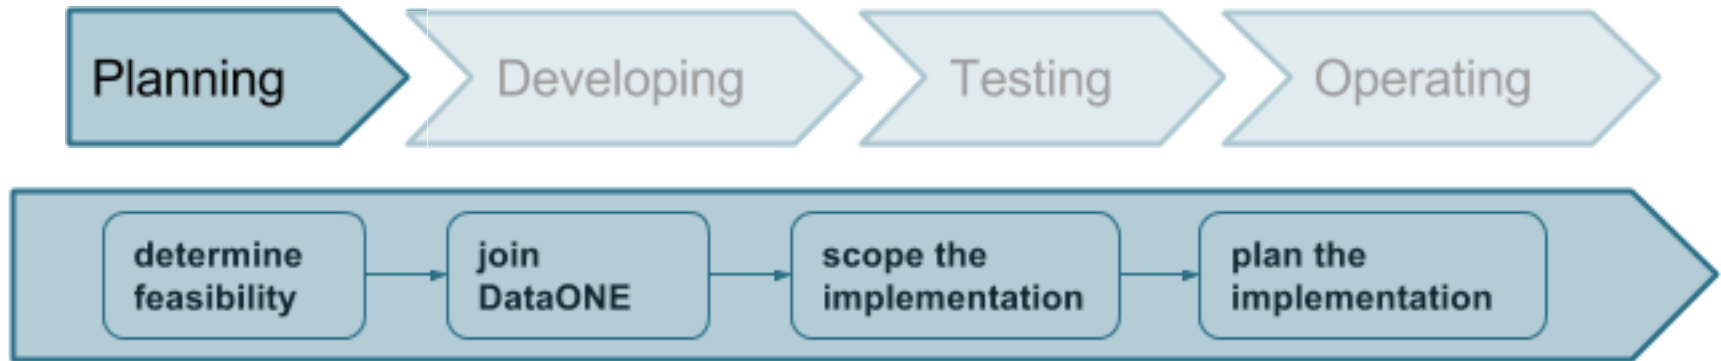 Planning
Developing
Testing
Operating
determine
feasibility
join
DataONE
scope the
implementation
plan the
implementation